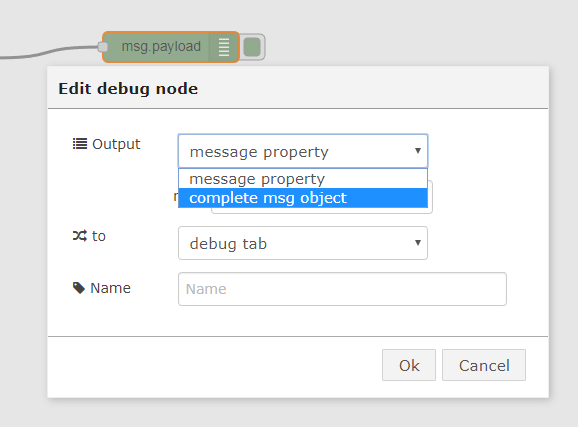 msg.payload
Edit debug node
Output
message property
message property
complete msg object
to
debug tab
Name
Name
Ok
Cancel